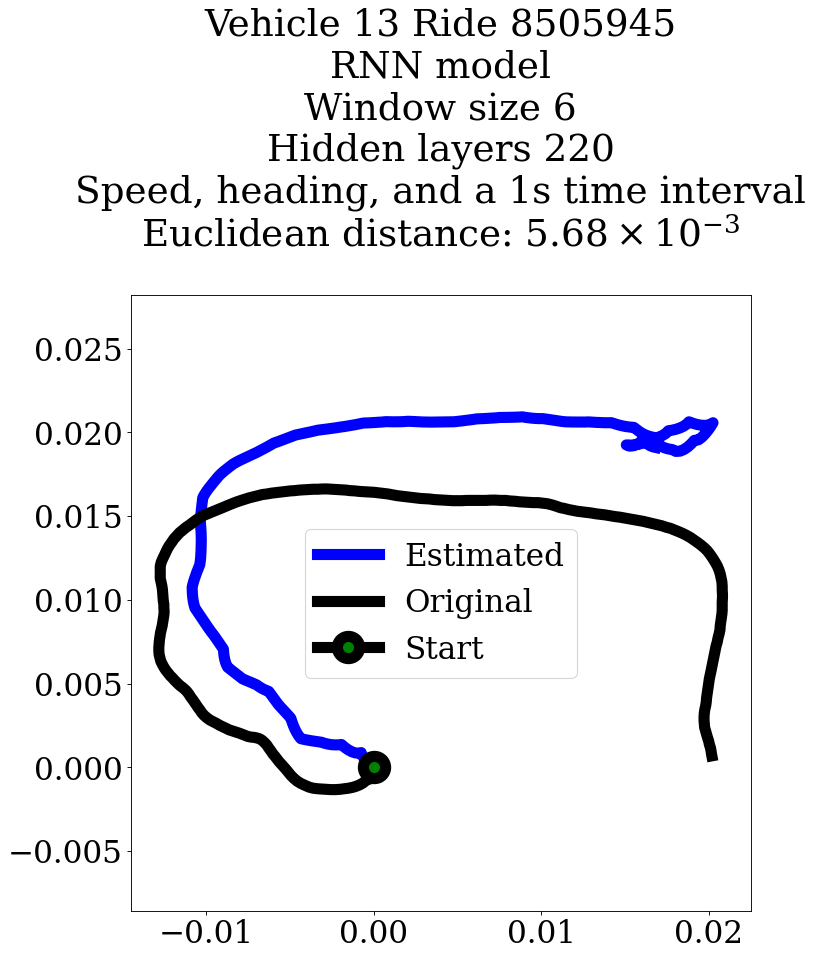 Vehicle 13 Ride 8505945
RNN model
Window size 6
Hidden layers 220
Speed, heading, and a 1s time interval
Euclidean distance: 5.68 × 10⁻³
0.025
0.020
0.015
0.010
0.005
0.000
−0.005
Estimated
Original
Start
−0.01
0.00
0.01
0.02